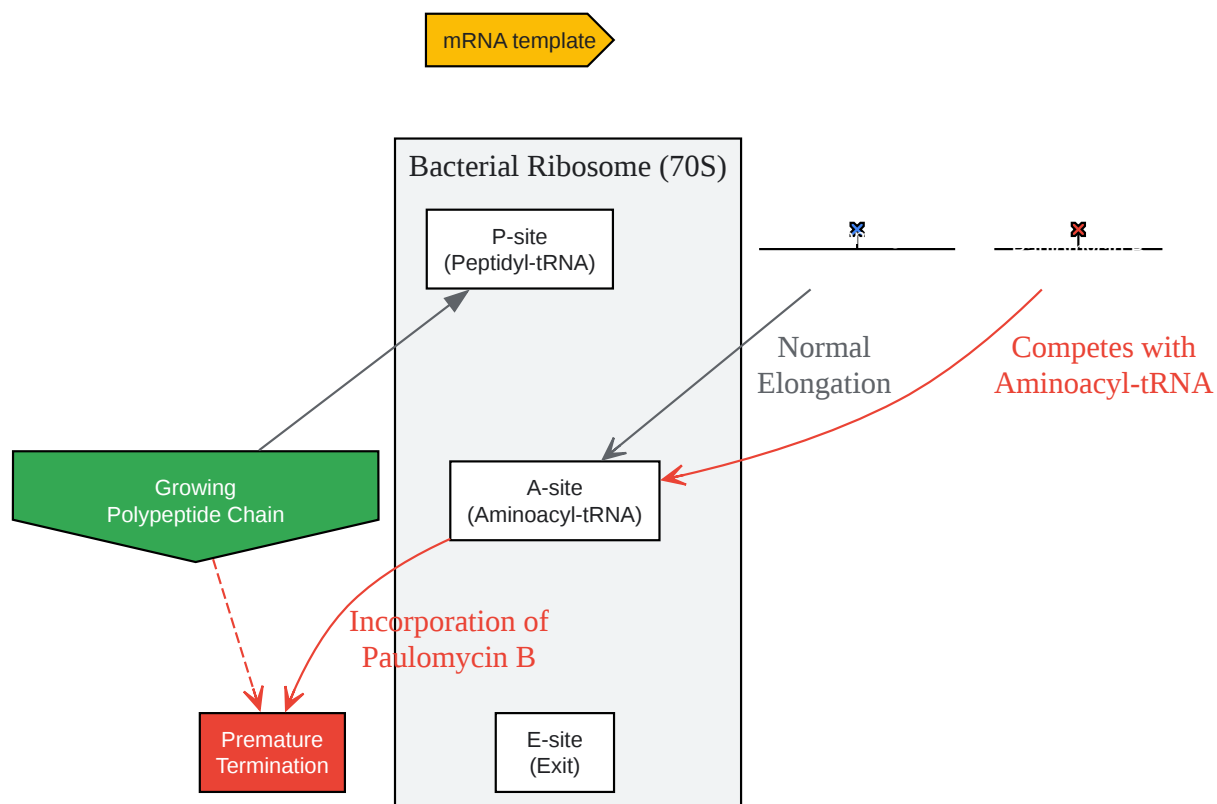 mRNA template
Bacterial Ribosome (70S)
P-site
(Peptidyl-tRNA)
Normal
Elongation
Competes with
Aminoacyl-tRNA
Growing
Polypeptide Chain
A-site
(Aminoacyl-tRNA)
Incorporation of
Paulomycin B
Premature
Termination
E-site
(Exit)